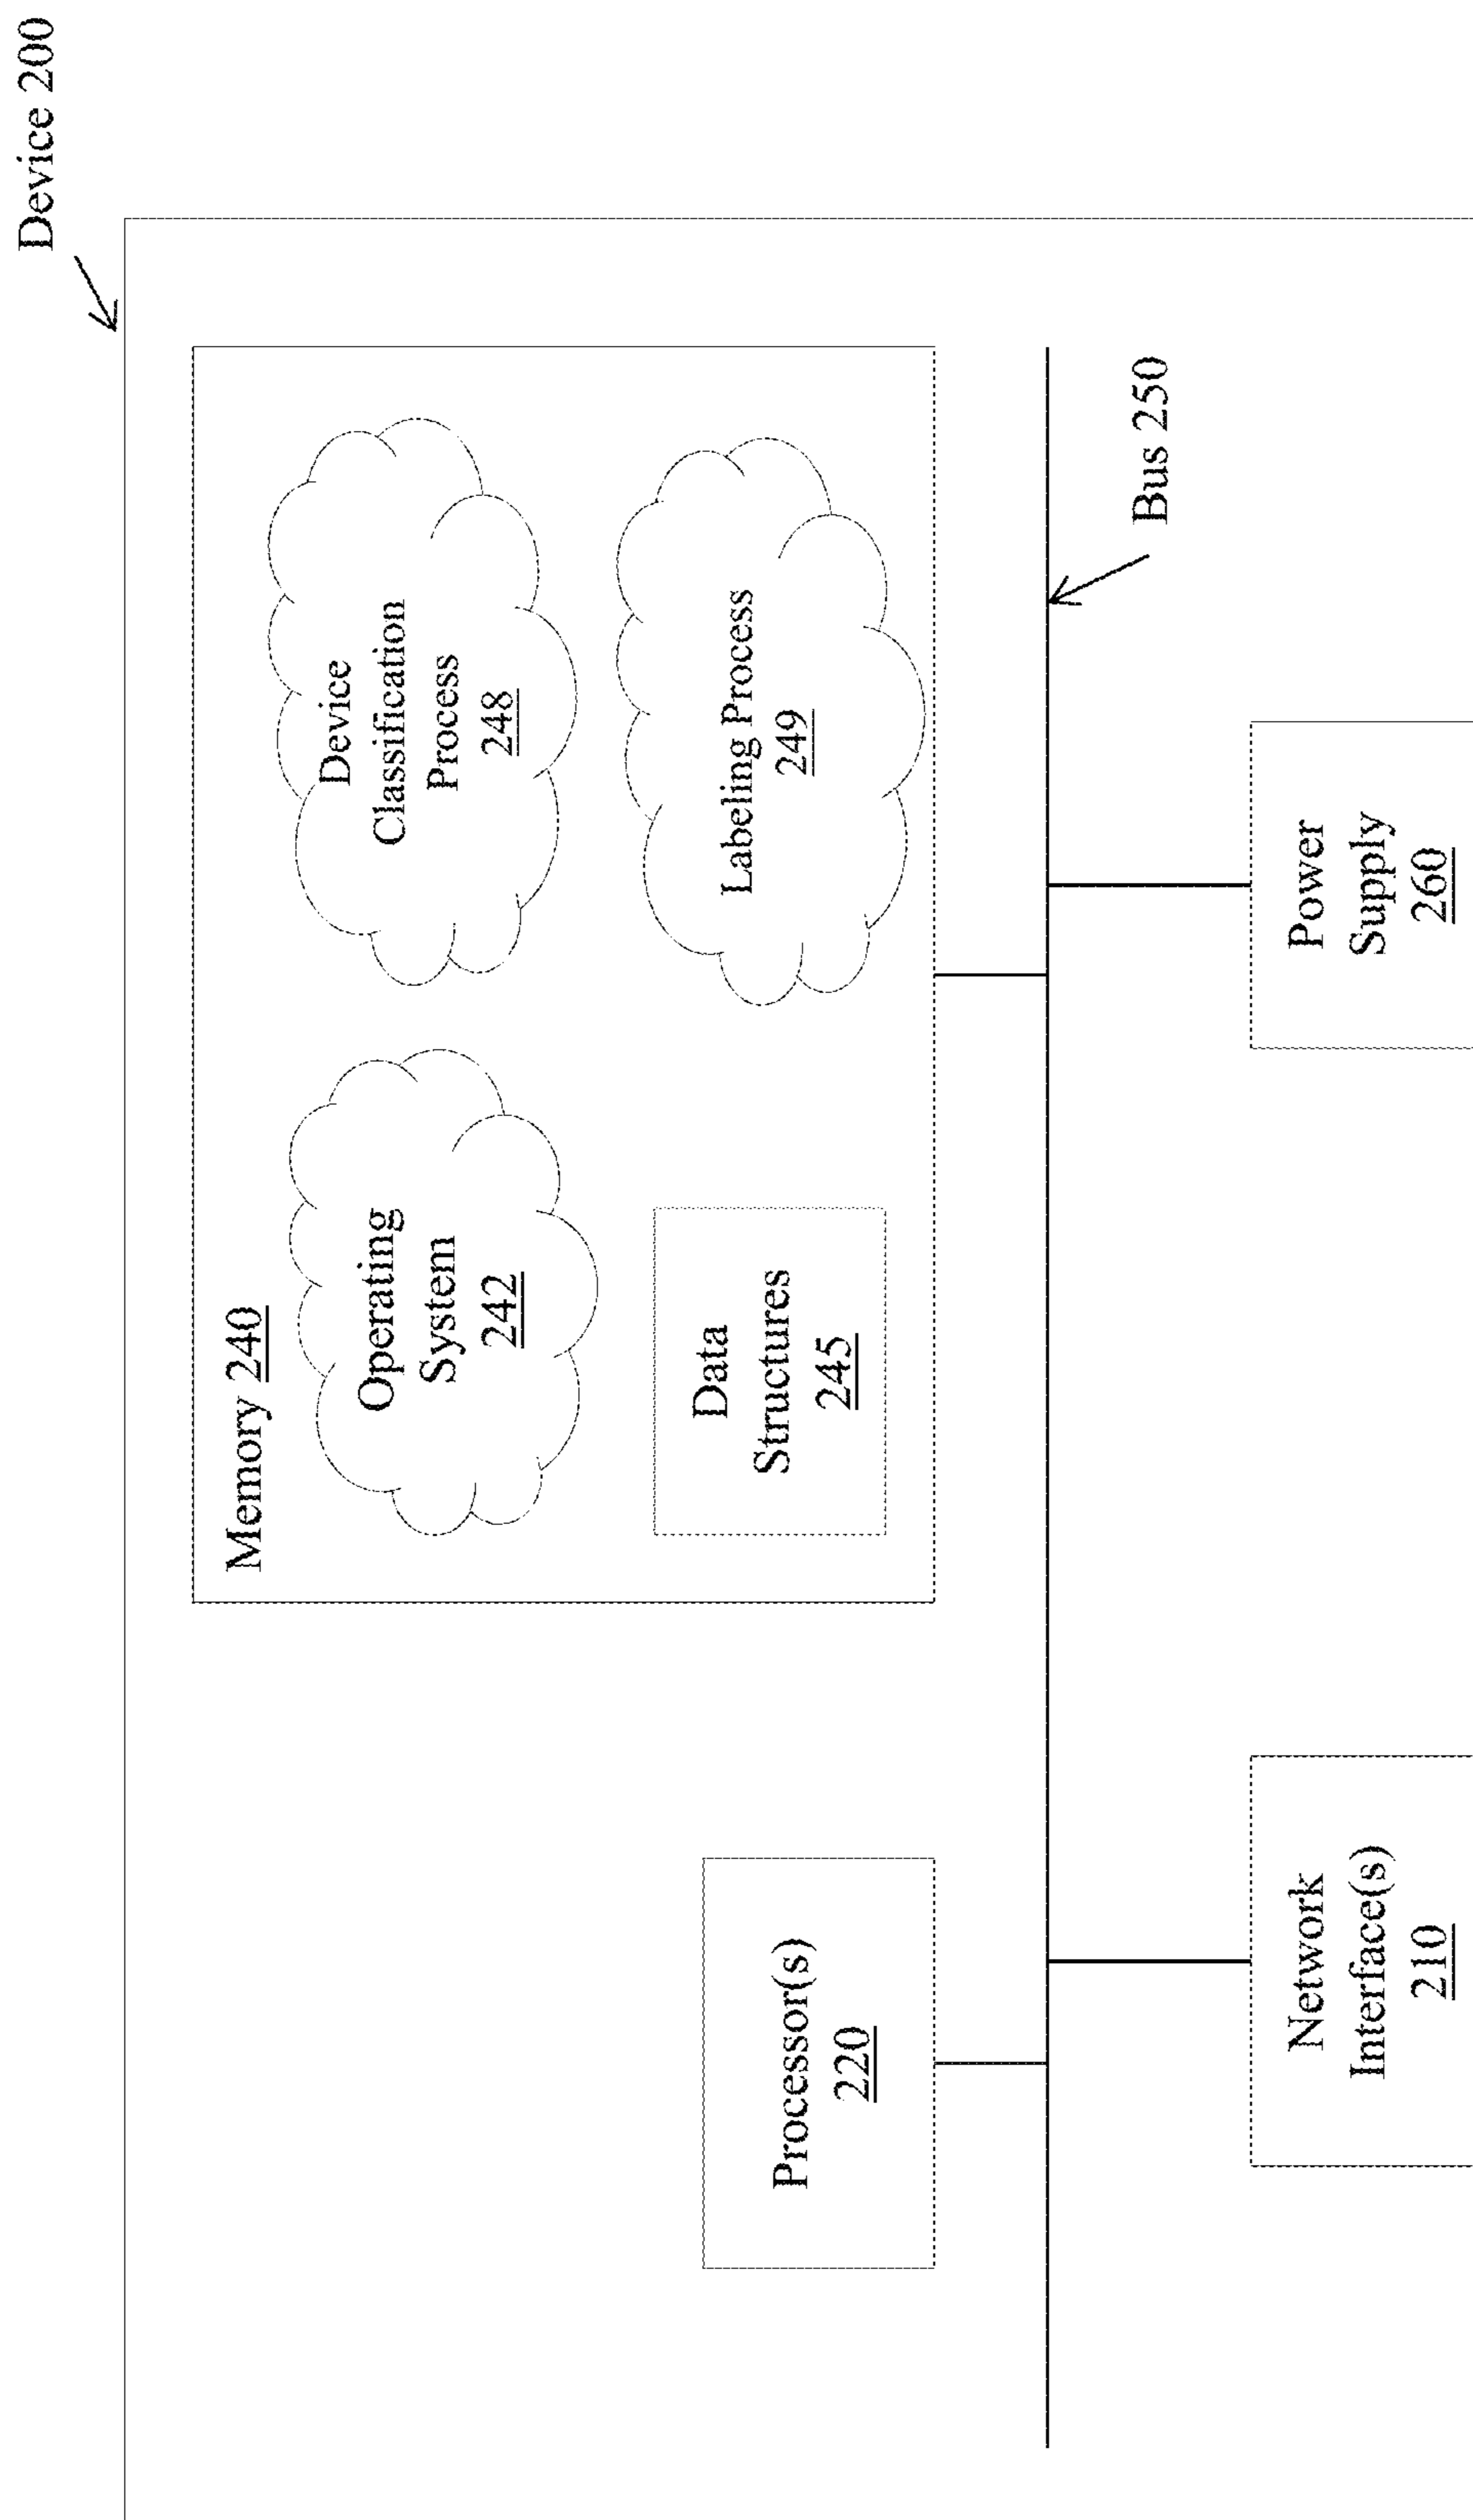 Device 200
Memory 240
Operating
System
242
Device
Classification
Process
248
Data
Structures
245
Labeling Process
249
Processor(s)
220
Bus 250
Network
Interface(s)
210
Power
Supply
260